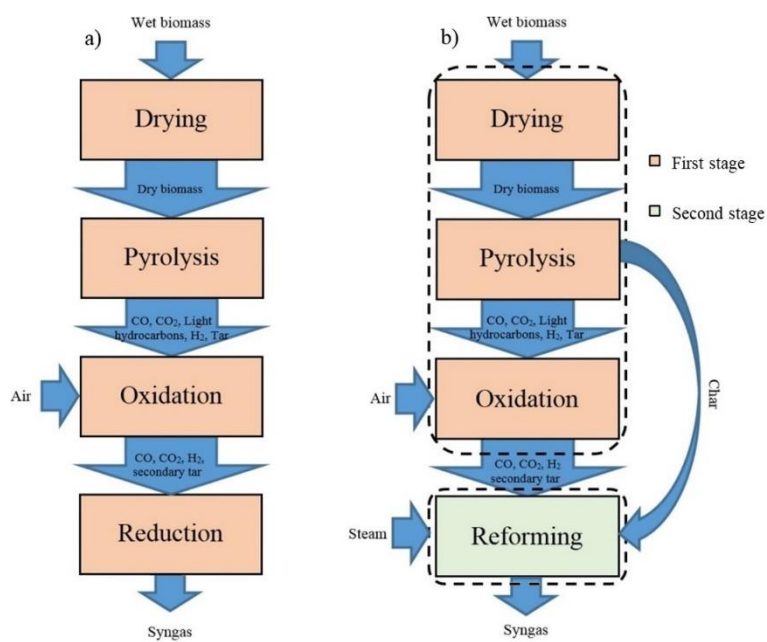 a)
Wet biomass
Drying
Dry biomass
Pyrolysis
CO, CO₂, Light
hydrocarbons, H₂, Tar
Air
Oxidation
CO, CO₂, H₂,
secondary tar
Reduction
Syngas
b)
Wet biomass
Drying
Dry biomass
Pyrolysis
CO, CO₂, Light
hydrocarbons, H₂, Tar
Air
Oxidation
Char
CO, CO₂, H₂
secondary tar
Steam
Reforming
Syngas
First stage
Second stage